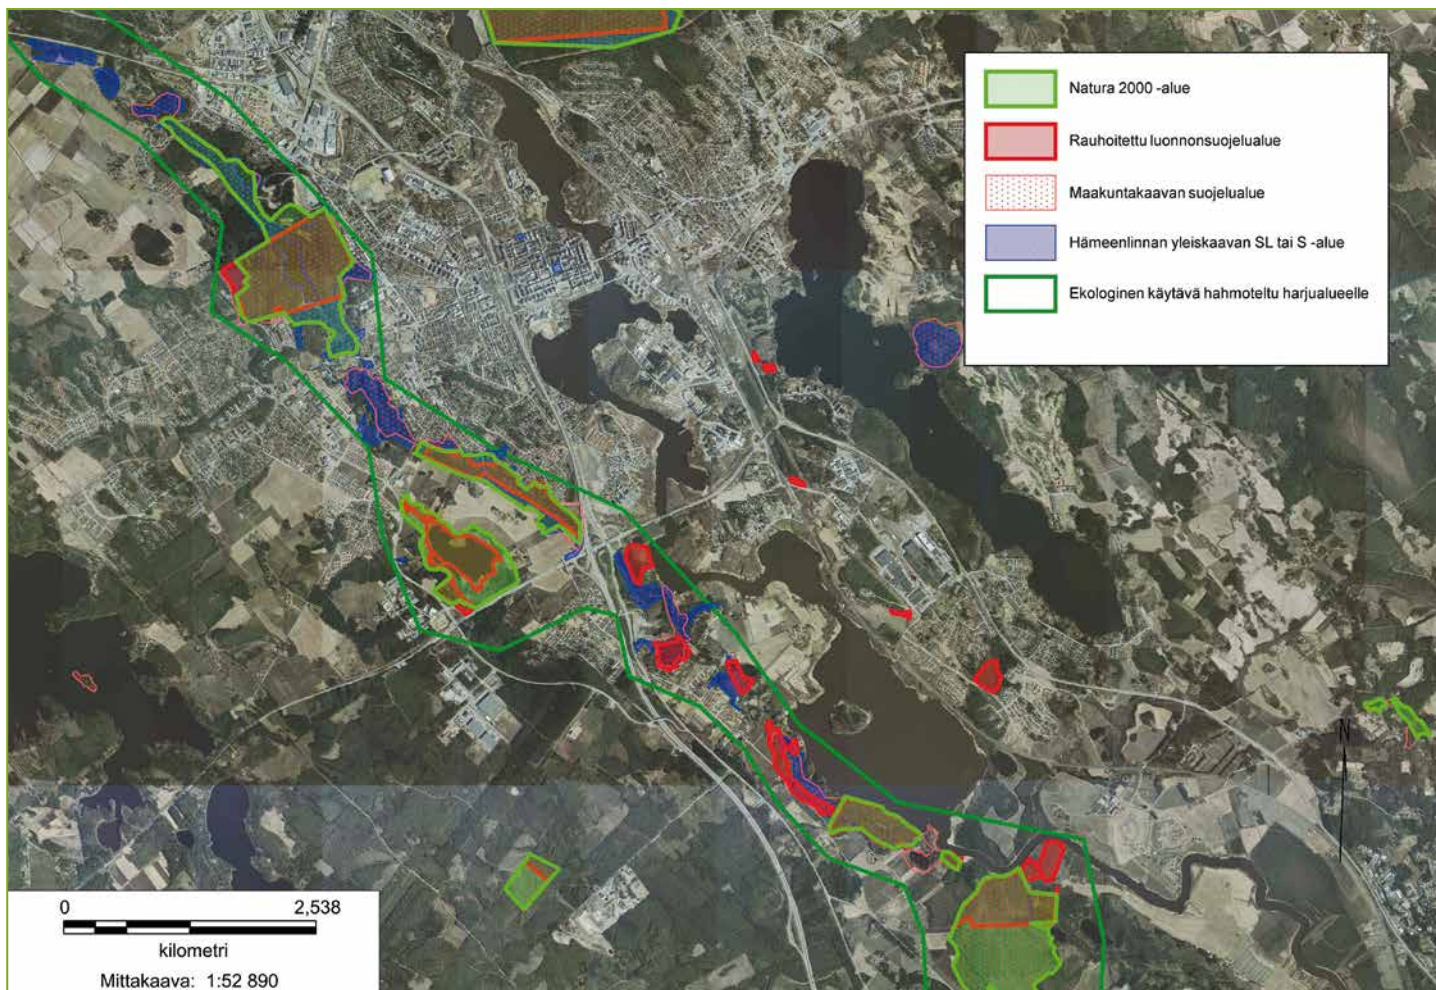 Natura 2000 -alue
Rauhoitettu luonnonsuojelualue
Maakuntakaavan suojelualue
Hämeenlinnan yleiskaavan SL tai S -alue
Ekologinen käytävä hahmoteltu harjualueelle
N
0 2,538
kilometri
Mittakaava: 1:52 890